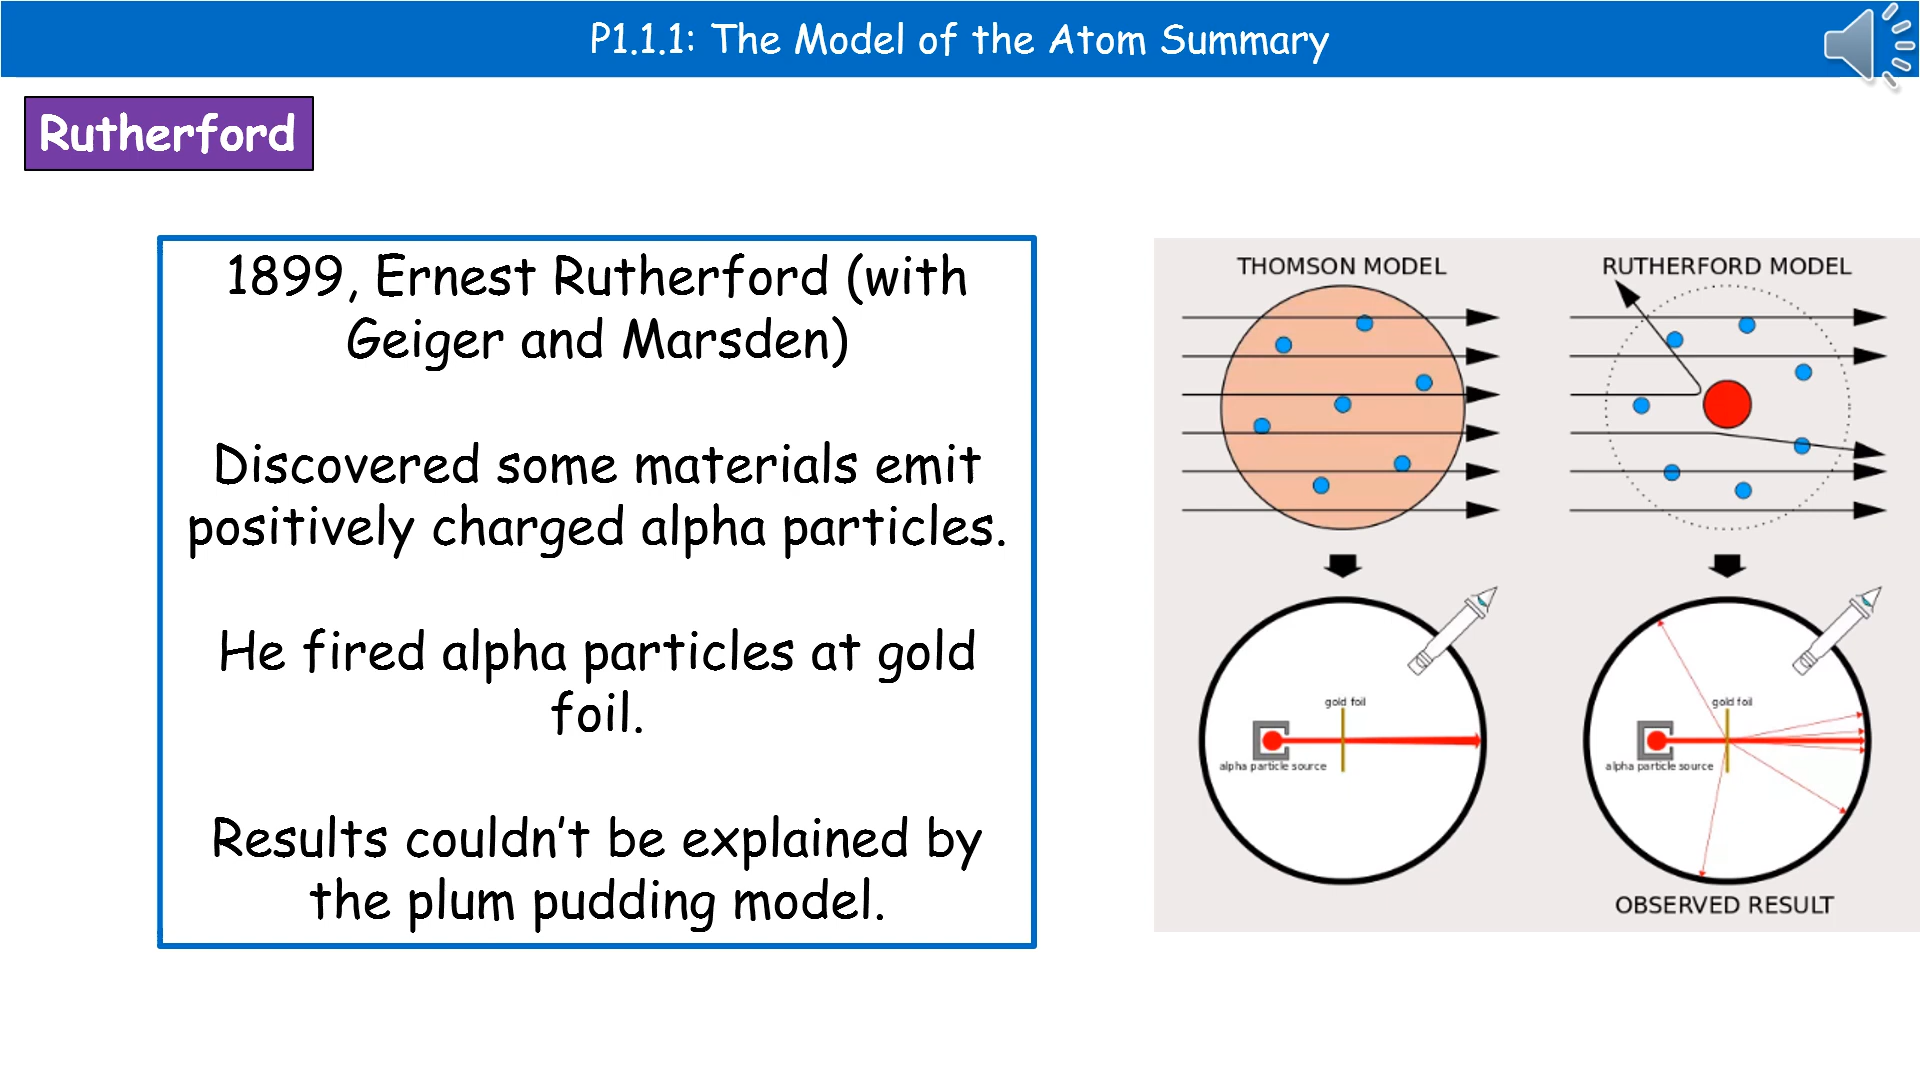 P1.1.1: The Model of the Atom Summary
Rutherford
1899, Ernest Rutherford (with
Geiger and Marsden)
Discovered some materials emit
positively charged alpha particles.
He fired alpha particles at gold
foil.
Results couldn't be explained by
the plum pudding model.
THOMSON MODEL
RUTHERFORD MODEL
gold foil
alpha particle source
gold foil
alpha particle source
OBSERVED RESULT